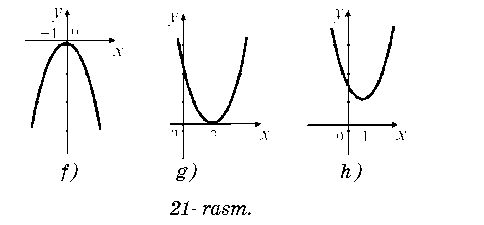 y y y
-1 0 x
0 2 x 0 1 x
f) g) h)
21- rasm.